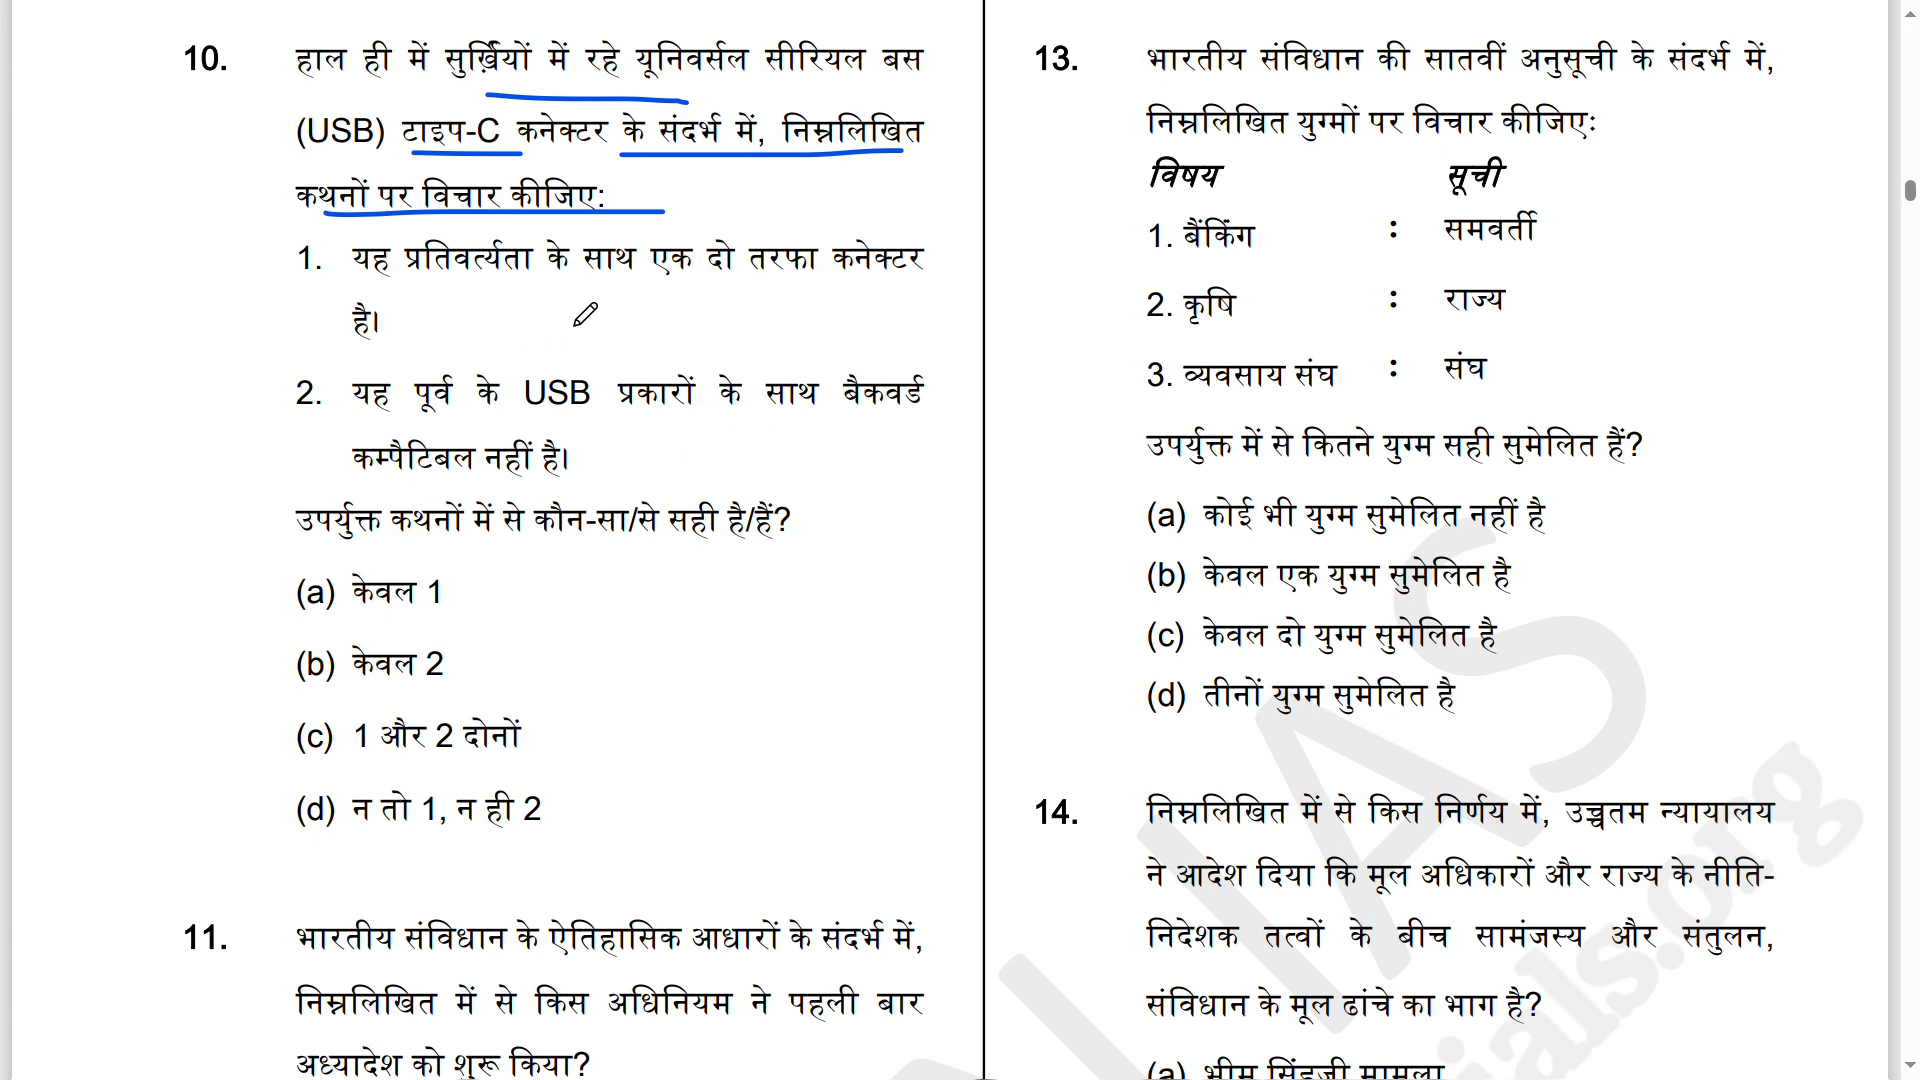 10. हाल ही में सुर्ख़ियों में रहे यूनिवर्सल सीरियल बस
(USB) टाइप-C कनेक्टर के संदर्भ में, निम्नलिखित
कथनों पर विचार कीजिए:
1. यह प्रतिवर्त्यता के साथ एक दो तरफा कनेक्टर
है।
2. यह पूर्व के USB प्रकारों के साथ बैकवर्ड
कम्पैटिबल नहीं है।
उपर्युक्त कथनों में से कौन-सा/से सही है/हैं?
(a) केवल 1
(b) केवल 2
(c) 1 और 2 दोनों
(d) न तो 1, न ही 2
11. भारतीय संविधान के ऐतिहासिक आधारों के संदर्भ में,
निम्नलिखित में से किस अधिनियम ने पहली बार
अध्यादेश को शुरू किया?
13. भारतीय संविधान की सातवीं अनुसूची के संदर्भ में,
निम्नलिखित युग्मों पर विचार कीजिए:
विषय सूची
1. बैंकिंग : समवर्ती
2. कृषि : राज्य
3. व्यवसाय संघ : संघ
उपर्युक्त में से कितने युग्म सही सुमेलित हैं?
(a) कोई भी युग्म सुमेलित नहीं है
(b) केवल एक युग्म सुमेलित है
(c) केवल दो युग्म सुमेलित है
(d) तीनों युग्म सुमेलित है
14. निम्नलिखित में से किस निर्णय में, उच्चतम न्यायालय
ने आदेश दिया कि मूल अधिकारों और राज्य के नीति-
निदेशक तत्वों के बीच सामंजस्य और संतुलन,
संविधान के मूल ढांचे का भाग है?
(a) भीम सिंहजी मामला
IAS
ials.org